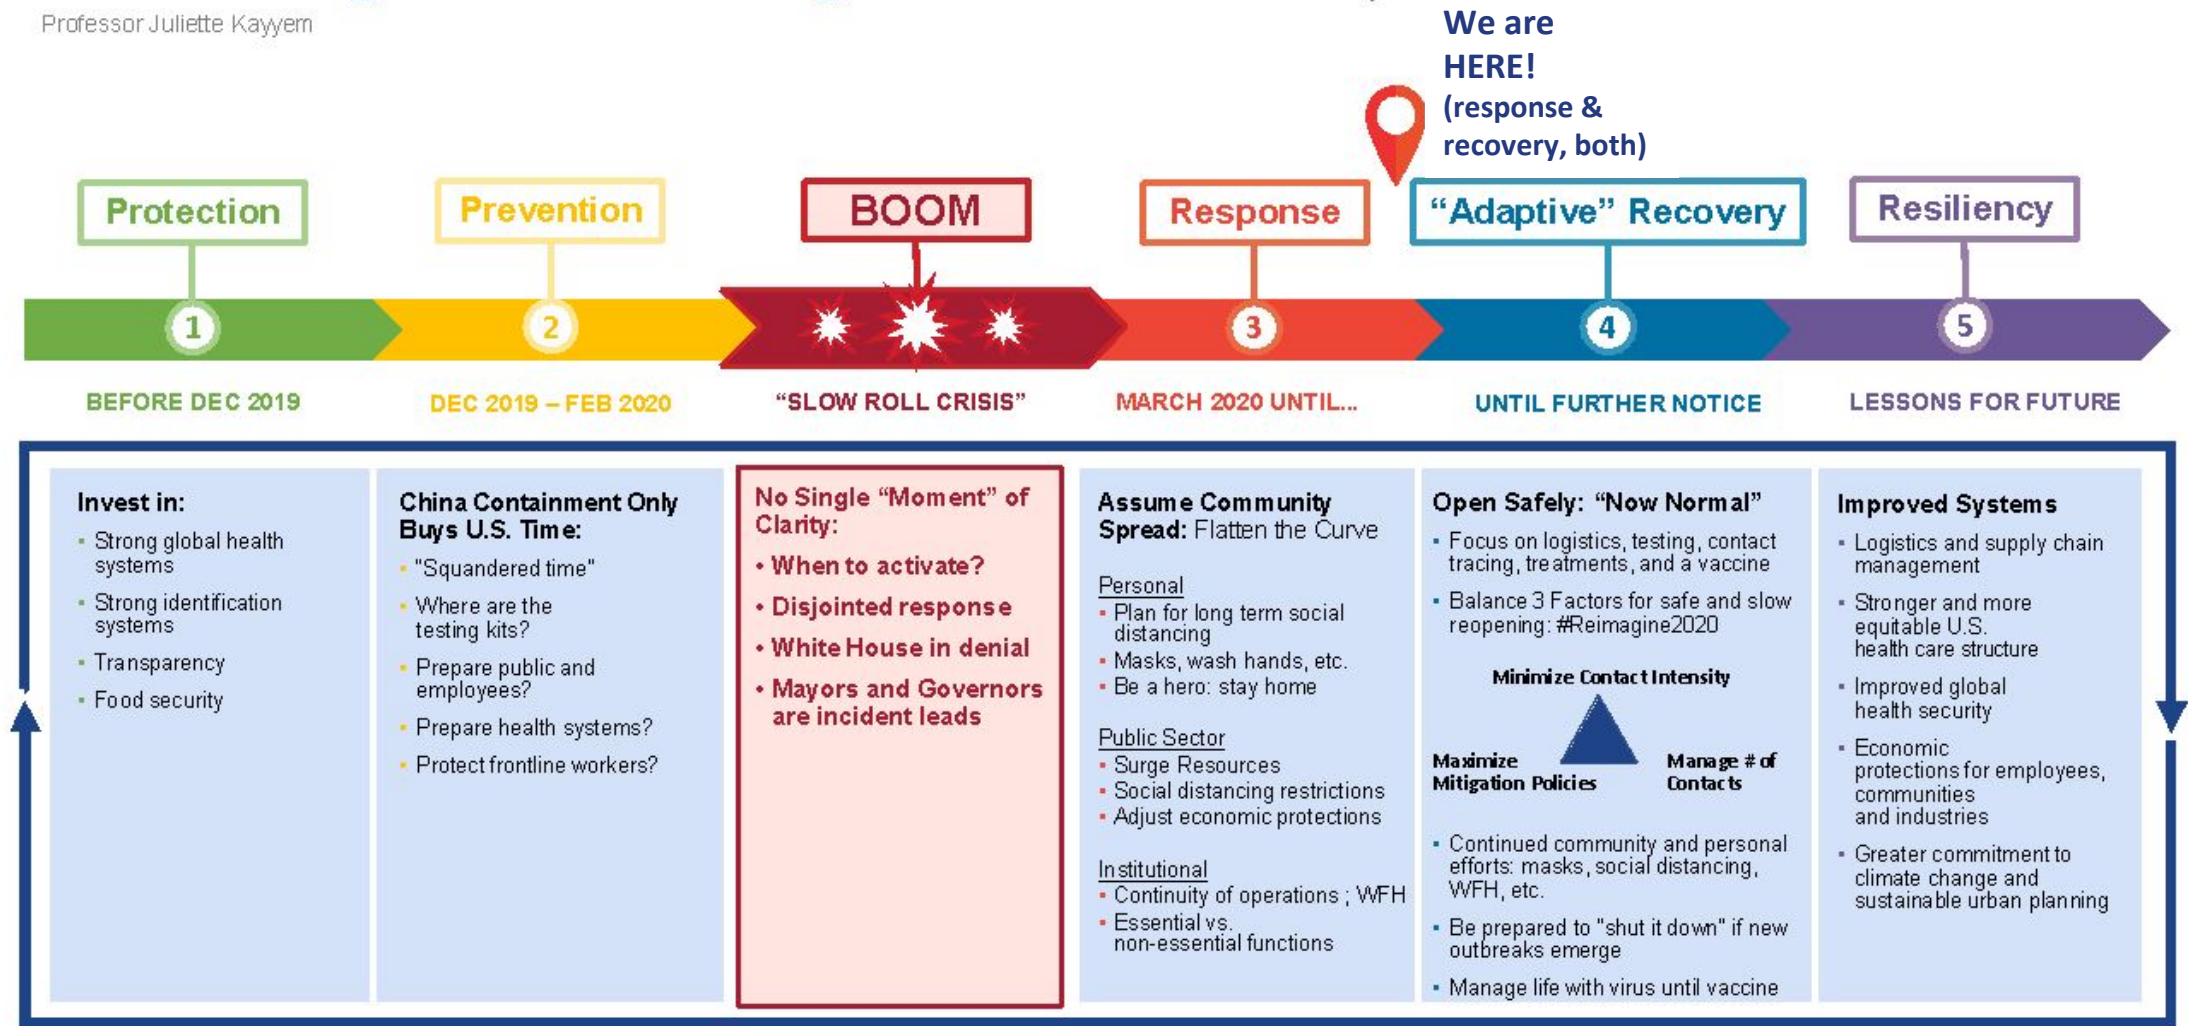 Professor Juliette Kayyem
We are
HERE!
(response &
recovery, both)
Protection
Prevention
BOOM
Response
“Adaptive” Recovery
Resiliency
1
2
3
4
5
BEFORE DEC 2019
DEC 2019 – FEB 2020
“SLOW ROLL CRISIS”
MARCH 2020 UNTIL...
UNTIL FURTHER NOTICE
LESSONS FOR FUTURE
Invest in:
▪ Strong global health
systems
▪ Strong identification
systems
▪ Transparency
▪ Food security
China Containment Only
Buys U.S. Time:
▪ "Squandered time"
▪ Where are the
testing kits?
▪ Prepare public and
employees?
▪ Prepare health systems?
▪ Protect frontline workers?
No Single “Moment” of
Clarity:
• When to activate?
• Disjointed response
• White House in denial
• Mayors and Governors
are incident leads
Assume Community
Spread: Flatten the Curve
Personal
▪ Plan for long term social
distancing
▪ Masks, wash hands, etc.
▪ Be a hero: stay home
Public Sector
▪ Surge Resources
▪ Social distancing restrictions
▪ Adjust economic protections
Institutional
▪ Continuity of operations ; WFH
▪ Essential vs.
non-essential functions
Open Safely: “Now Normal”
▪ Focus on logistics, testing, contact
tracing, treatments, and a vaccine
▪ Balance 3 Factors for safe and slow
reopening: #Reimagine2020
Minimize Contact Intensity
Maximize
Mitigation Policies
Manage # of
Contacts
▪ Continued community and personal
efforts: masks, social distancing,
WFH, etc.
▪ Be prepared to "shut it down" if new
outbreaks emerge
▪ Manage life with virus until vaccine
Improved Systems
▪ Logistics and supply chain
management
▪ Stronger and more
equitable U.S.
health care structure
▪ Improved global
health security
▪ Economic
protections for employees,
communities
and industries
▪ Greater commitment to
climate change and
sustainable urban planning